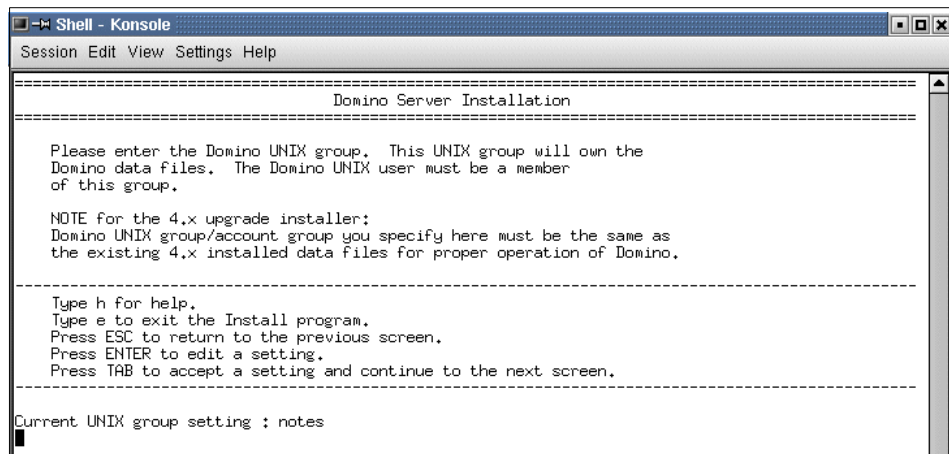 Shell - Konsole
Session Edit View Settings Help
================================================================================
Domino Server Installation
================================================================================
Please enter the Domino UNIX group.  This UNIX group will own the
Domino data files.  The Domino UNIX user must be a member
of this group.
NOTE for the 4.x upgrade installer:
Domino UNIX group/account group you specify here must be the same as
the existing 4.x installed data files for proper operation of Domino.
--------------------------------------------------------------------------------
Type h for help.
Type e to exit the Install program.
Press ESC to return to the previous screen.
Press ENTER to edit a setting.
Press TAB to accept a setting and continue to the next screen.
--------------------------------------------------------------------------------
Current UNIX group setting : notes